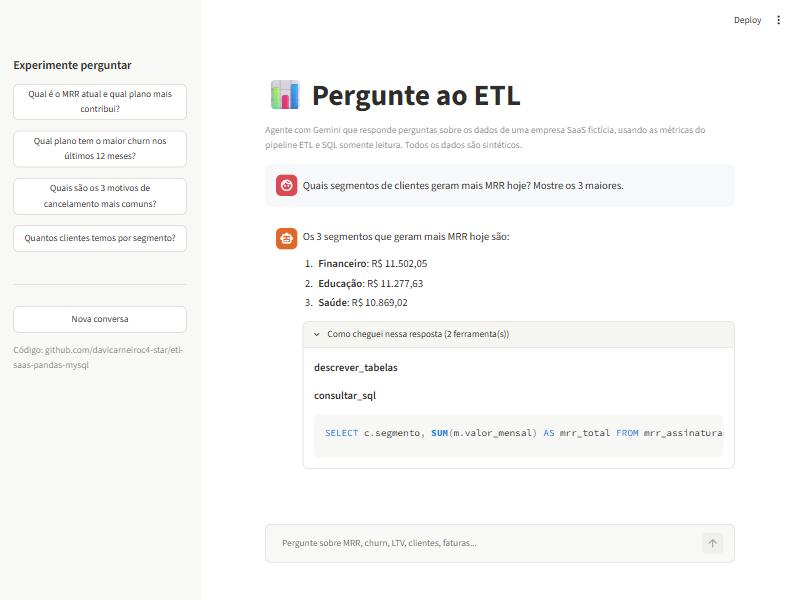 Deploy
Experimente perguntar
Qual é o MRR atual e qual plano mais
contribui?
Qual plano tem o maior churn nos
últimos 12 meses?
Quais são os 3 motivos de
cancelamento mais comuns?
Quantos clientes temos por segmento?
Nova conversa
Código: github.com/davicarneiroc4-star/etl-
saas-pandas-mysql
Pergunte ao ETL
Agente com Gemini que responde perguntas sobre os dados de uma empresa SaaS fictícia, usando as métricas do
pipeline ETL e SQL somente leitura. Todos os dados são sintéticos.
Quais segmentos de clientes geram mais MRR hoje? Mostre os 3 maiores.
Os 3 segmentos que geram mais MRR hoje são:
1. Financeiro: R$ 11.502,05
2. Educação: R$ 11.277,63
3. Saúde: R$ 10.869,02
Como cheguei nessa resposta (2 ferramenta(s))
descrever_tabelas
consultar_sql
SELECT c.segmento, SUM(m.valor_mensal) AS mrr_total FROM mrr_assinatura
Pergunte sobre MRR, churn, LTV, clientes, faturas...